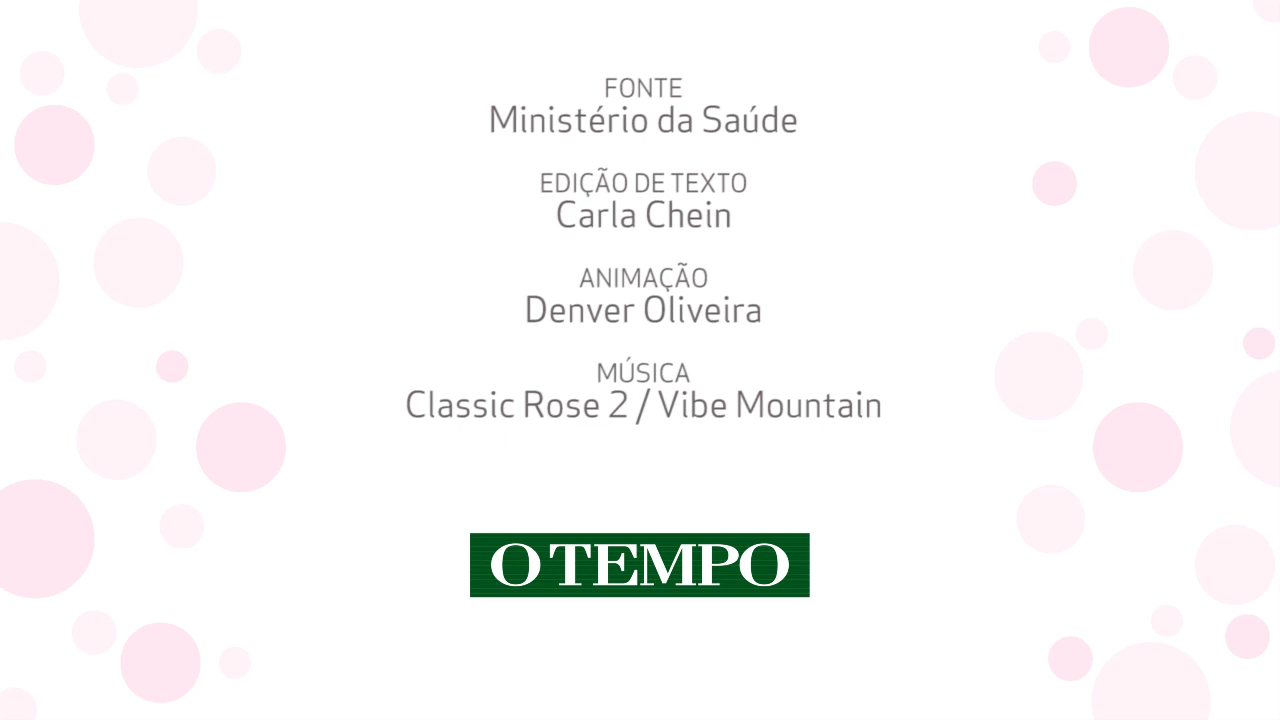 FONTE
Ministério da Saúde
EDIÇÃO DE TEXTO
Carla Chein
ANIMAÇÃO
Denver Oliveira
MÚSICA
Classic Rose 2 / Vibe Mountain
O TEMPO